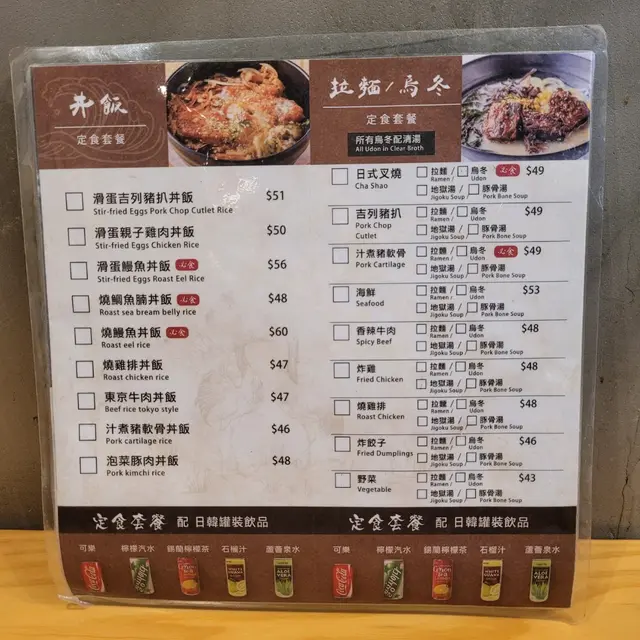 丼飯
定食套餐
滑蛋吉列豬扒丼飯 $51
Stir-fried Eggs Pork Chop Cutlet Rice
滑蛋親子雞肉丼飯 $50
Stir-fried Eggs Chicken Rice
滑蛋鰻魚丼飯 必食 $56
Stir-fried Eggs Roast Eel Rice
燒鯛魚腩丼飯 必食 $48
Roast sea bream belly rice
燒鰻魚丼飯 必食 $60
Roast eel rice
燒雞排丼飯 $47
Roast chicken rice
東京牛肉丼飯 $47
Beef rice tokyo style
汁煮豬軟骨丼飯 $46
Pork cartilage rice
泡菜豚肉丼飯 $48
Pork kimchi rice
定食套餐 配 日韓罐裝飲品
可樂 檸檬汽水 錫蘭檸檬茶 石榴汁 蘆薈泉水
Coca-Cola
ALOE VERA
拉麵/烏冬
定食套餐
所有烏冬配清湯
All Udon in Clear Broth
日式叉燒 拉麵/ 烏冬 必食 $49
Cha Shao Ramen / Udon
地獄湯/ 豚骨湯
Jigoku Soup / Pork Bone Soup
吉列豬扒 拉麵/ 烏冬 $49
Pork Chop Ramen / Udon
Cutlet 地獄湯/ 豚骨湯
Jigoku Soup / Pork Bone Soup
汁煮豬軟骨 拉麵/ 烏冬 必食 $49
Pork Cartilage Ramen / Udon
地獄湯/ 豚骨湯
Jigoku Soup / Pork Bone Soup
海鮮 拉麵/ 烏冬 $53
Seafood Ramen / Udon
地獄湯/ 豚骨湯
Jigoku Soup / Pork Bone Soup
香辣牛肉 拉麵/ 烏冬 $48
Spicy Beef Ramen / Udon
地獄湯/ 豚骨湯
Jigoku Soup / Pork Bone Soup
炸雞 拉麵/ 烏冬 $48
Fried Chicken Ramen / Udon
地獄湯/ 豚骨湯
Jigoku Soup / Pork Bone Soup
燒雞排 拉麵/ 烏冬 $48
Roast Chicken Ramen / Udon
地獄湯/ 豚骨湯
Jigoku Soup / Pork Bone Soup
炸餃子 拉麵/ 烏冬 $46
Fried Dumplings Ramen / Udon
地獄湯/ 豚骨湯
Jigoku Soup / Pork Bone Soup
野菜 拉麵/ 烏冬 $43
Vegetable Ramen / Udon
地獄湯/ 豚骨湯
Jigoku Soup / Pork Bone Soup
定食套餐 配 日韓罐裝飲品
可樂 檸檬汽水 錫蘭檸檬茶 石榴汁 蘆薈泉水
Coca-Cola
ALOE VERA